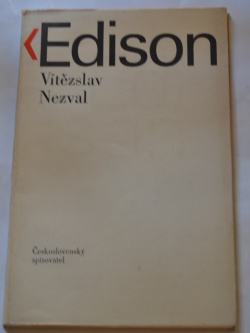 Edison
Vítězslav
Nezval
Československý
spisovatel